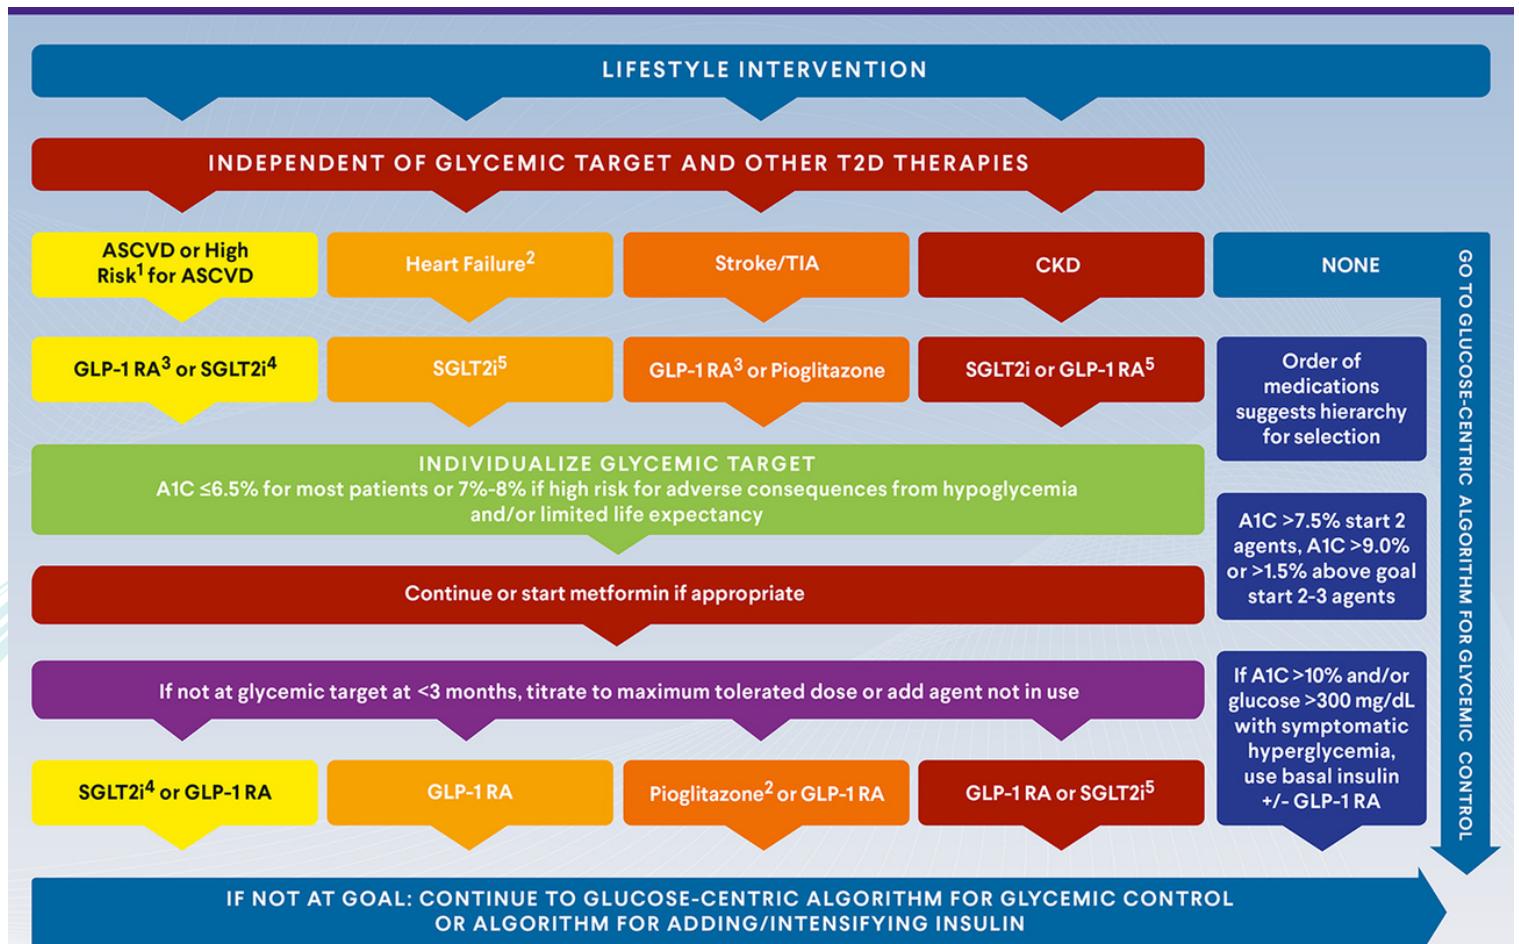 LIFESTYLE INTERVENTION
INDEPENDENT OF GLYCEMIC TARGET AND OTHER T2D THERAPIES
ASCVD or High
Risk¹ for ASCVD
Heart Failure²
Stroke/TIA
CKD
NONE
GLP-1 RA³ or SGLT2i⁴
SGLT2i⁵
GLP-1 RA³ or Pioglitazone
SGLT2i or GLP-1 RA⁵
Order of
medications
suggests hierarchy
for selection
INDIVIDUALIZE GLYCEMIC TARGET
A1C ≤6.5% for most patients or 7%-8% if high risk for adverse consequences from hypoglycemia
and/or limited life expectancy
A1C >7.5% start 2
agents, A1C >9.0%
or >1.5% above goal
start 2-3 agents
Continue or start metformin if appropriate
If not at glycemic target at <3 months, titrate to maximum tolerated dose or add agent not in use
If A1C >10% and/or
glucose >300 mg/dL
with symptomatic
hyperglycemia,
use basal insulin
+/- GLP-1 RA
SGLT2i⁴ or GLP-1 RA
GLP-1 RA
Pioglitazone² or GLP-1 RA
GLP-1 RA or SGLT2i⁵
GO TO GLUCOSE-CENTRIC ALGORITHM FOR GLYCEMIC CONTROL
IF NOT AT GOAL: CONTINUE TO GLUCOSE-CENTRIC ALGORITHM FOR GLYCEMIC CONTROL
OR ALGORITHM FOR ADDING/INTENSIFYING INSULIN